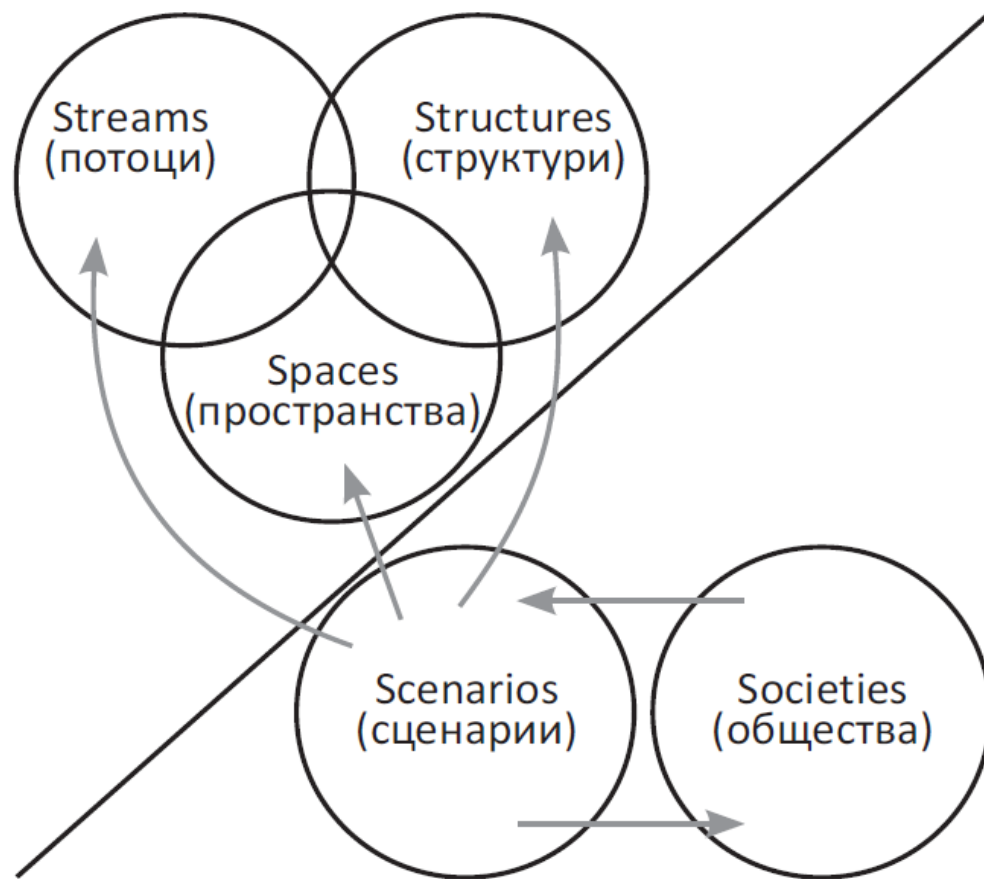 Streams
(потоци)
Structures
(структури)
Spaces
(пространства)
Scenarios
(сценарии)
Societies
(общества)